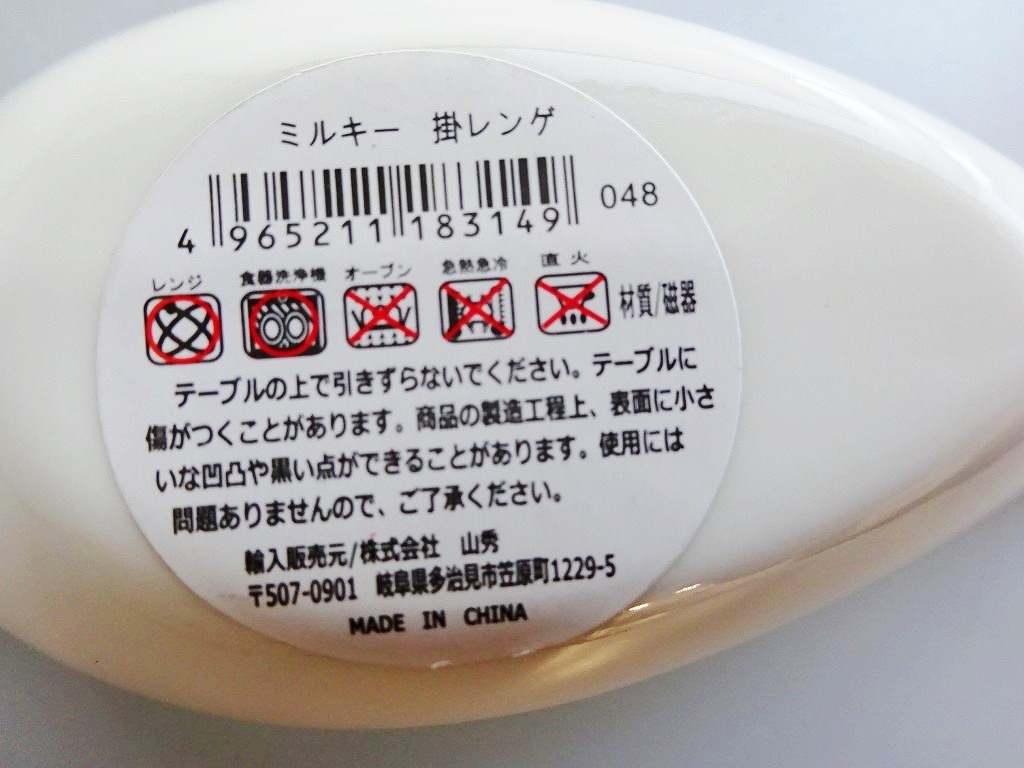 ミルキー　掛レンゲ
4 965211 183149 048
レンジ 食器洗浄機 オーブン 急熱急冷 直火
材質/磁器
テーブルの上で引きずらないでください。テーブルに
傷がつくことがあります。商品の製造工程上、表面に小さ
いな凹凸や黒い点ができることがあります。使用には
問題ありませんので、ご了承ください。
輸入販売元/株式会社　山秀
〒507-0901　岐阜県多治見市笠原町1229-5
MADE IN CHINA